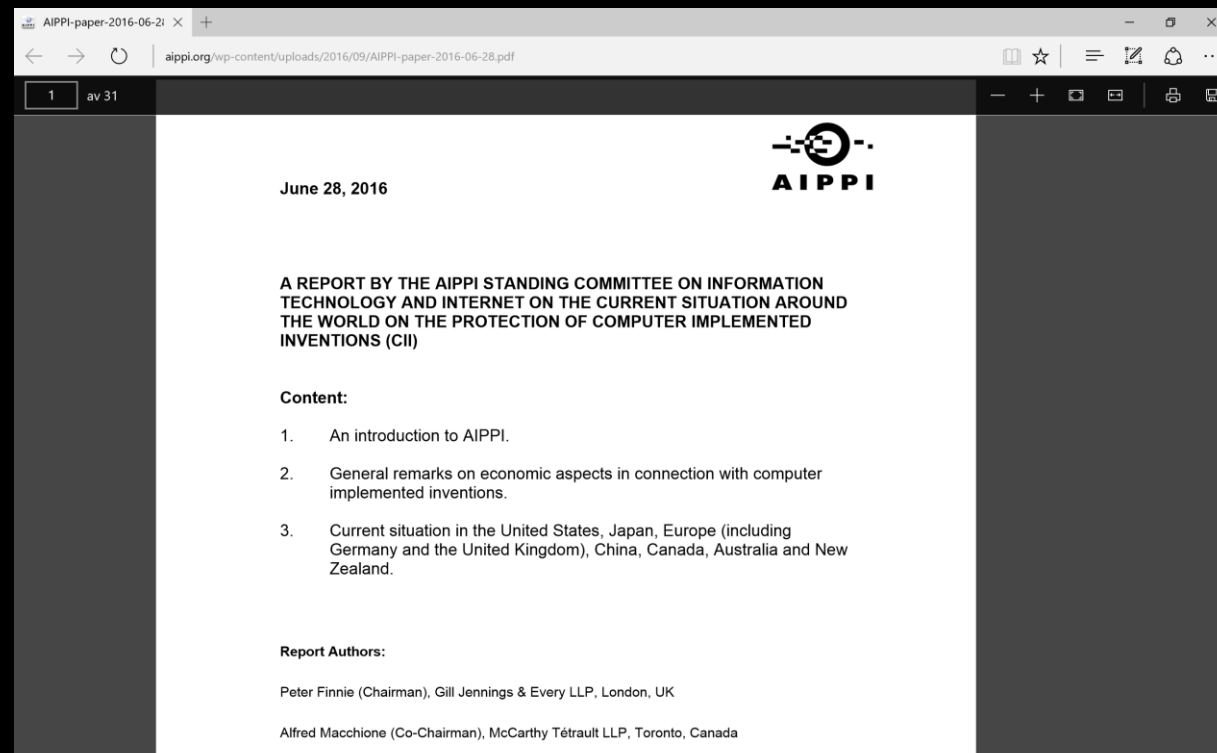 AIPPI-paper-2016-06-2
aippi.org/wp-content/uploads/2016/09/AIPPI-paper-2016-06-28.pdf
1 av 31
AIPPI
June 28, 2016
A REPORT BY THE AIPPI STANDING COMMITTEE ON INFORMATION
TECHNOLOGY AND INTERNET ON THE CURRENT SITUATION AROUND
THE WORLD ON THE PROTECTION OF COMPUTER IMPLEMENTED
INVENTIONS (CII)
Content:
1. An introduction to AIPPI.
2. General remarks on economic aspects in connection with computer
implemented inventions.
3. Current situation in the United States, Japan, Europe (including
Germany and the United Kingdom), China, Canada, Australia and New
Zealand.
Report Authors:
Peter Finnie (Chairman), Gill Jennings & Every LLP, London, UK
Alfred Macchione (Co-Chairman), McCarthy Tétrault LLP, Toronto, Canada